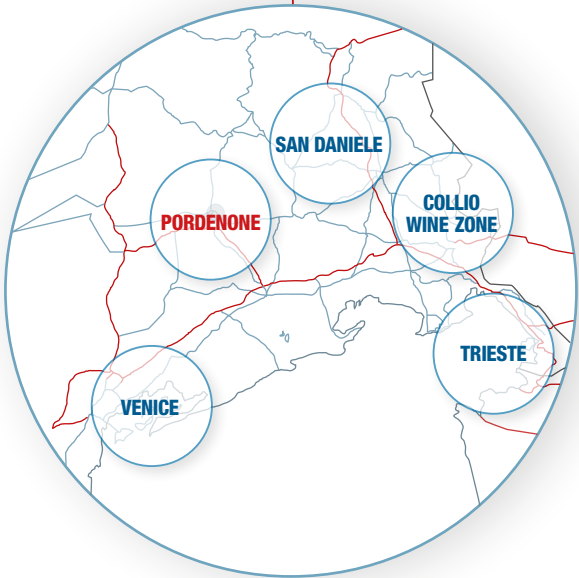 SAN DANIELE
COLLIO
WINE ZONE
PORDENONE
TRIESTE
VENICE